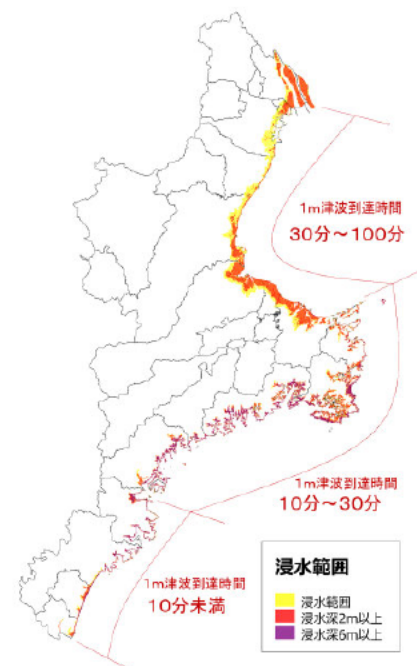 1m津波到達時間
30分～100分
1m津波到達時間
10分～30分
1m津波到達時間
10分未満
浸水範囲
浸水範囲
浸水深2m以上
浸水深6m以上